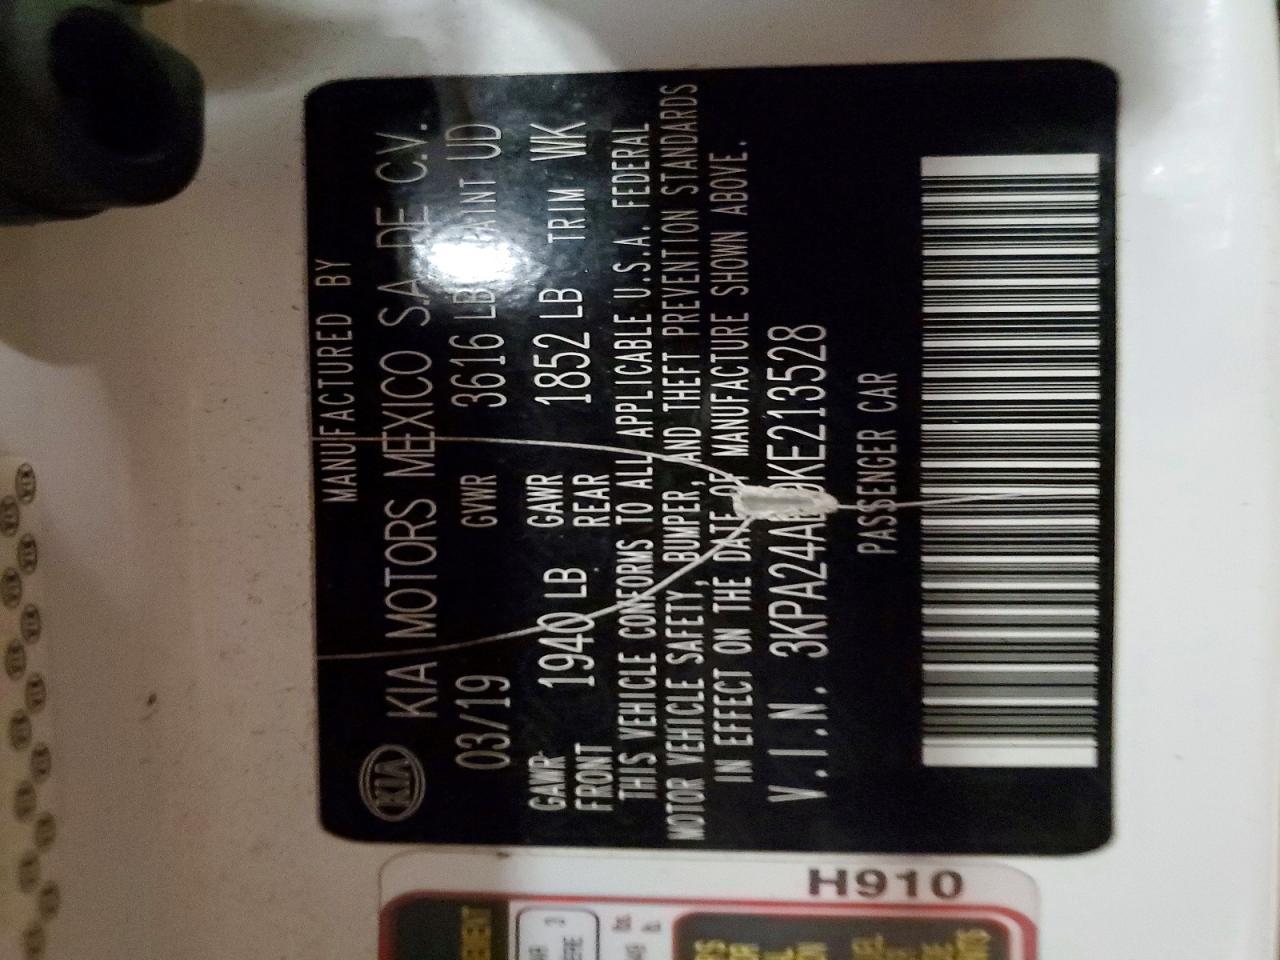 MANUFACTURED BY
KIA
KIA MOTORS MEXICO S.A. DE C.V.
03/19 GVWR 3616 LB PAINT UD
GAWR FRONT 1940 LB GAWR REAR 1852 LB TRIM WK
THIS VEHICLE CONFORMS TO ALL APPLICABLE U.S.A. FEDERAL
MOTOR VEHICLE SAFETY, BUMPER, AND THEFT PREVENTION STANDARDS
IN EFFECT ON THE DATE OF MANUFACTURE SHOWN ABOVE.
V.I.N. 3KPA24A KE213528
PASSENGER CAR
H910